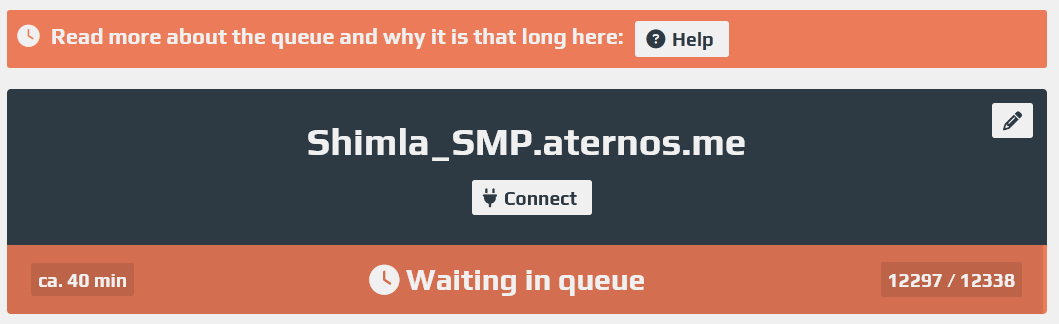 Read more about the queue and why it is that long here: Help
Shimla_SMP.aternos.me
Connect
ca. 40 min Waiting in queue 12297 / 12338